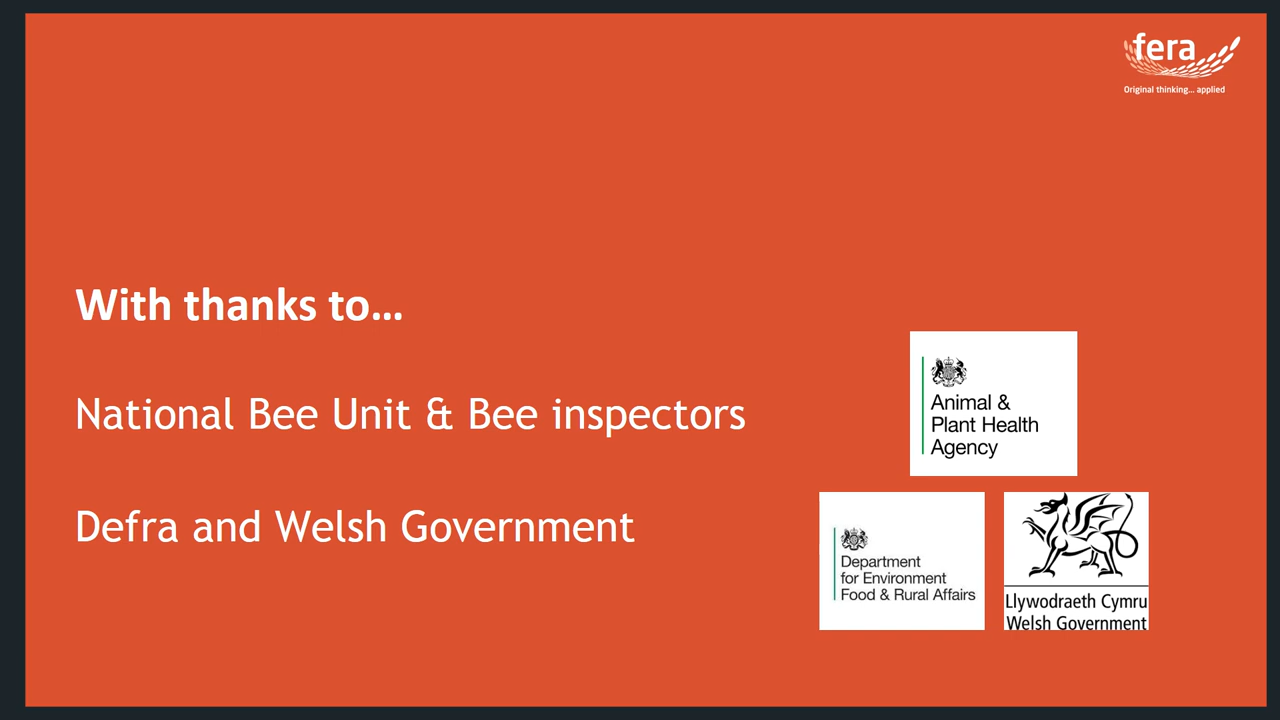 fera
Original thinking... applied
With thanks to...
National Bee Unit & Bee inspectors
Defra and Welsh Government
Animal &
Plant Health
Agency
Department
for Environment
Food & Rural Affairs
Llywodraeth Cymru
Welsh Government